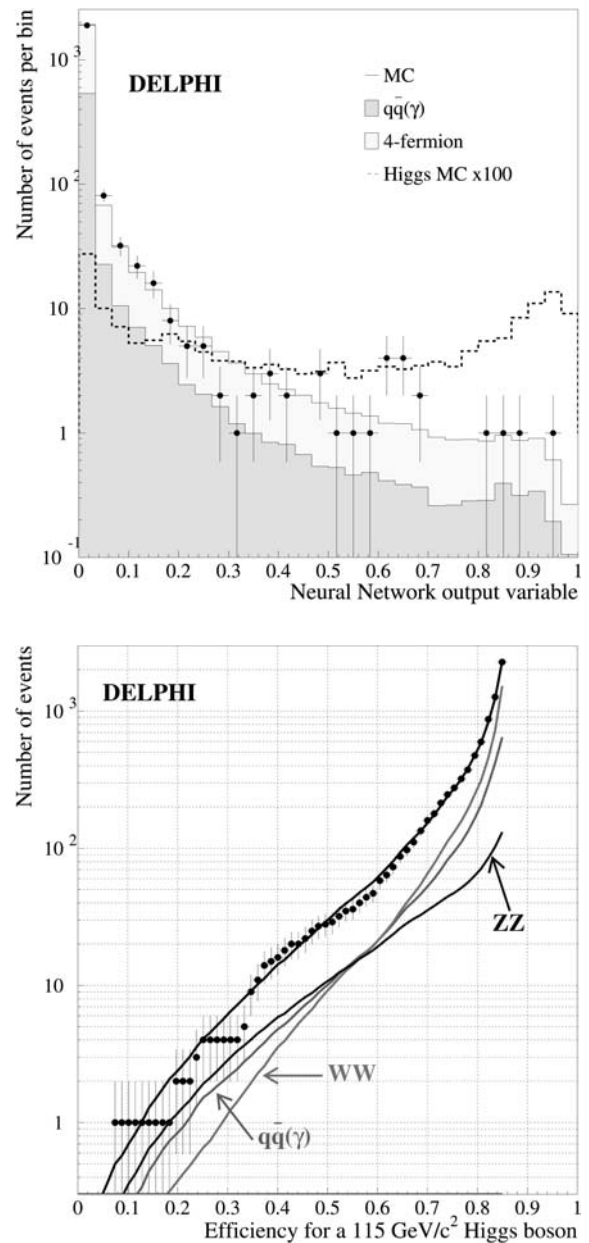 Number of events per bin
10³
10²
10
1
10⁻¹
DELPHI
MC
qq̄(γ)
4-fermion
Higgs MC x100
0 0.1 0.2 0.3 0.4 0.5 0.6 0.7 0.8 0.9 1
Neural Network output variable
Number of events
10³
10²
10
1
DELPHI
ZZ
WW
qq̄(γ)
0 0.1 0.2 0.3 0.4 0.5 0.6 0.7 0.8 0.9 1
Efficiency for a 115 GeV/c² Higgs boson